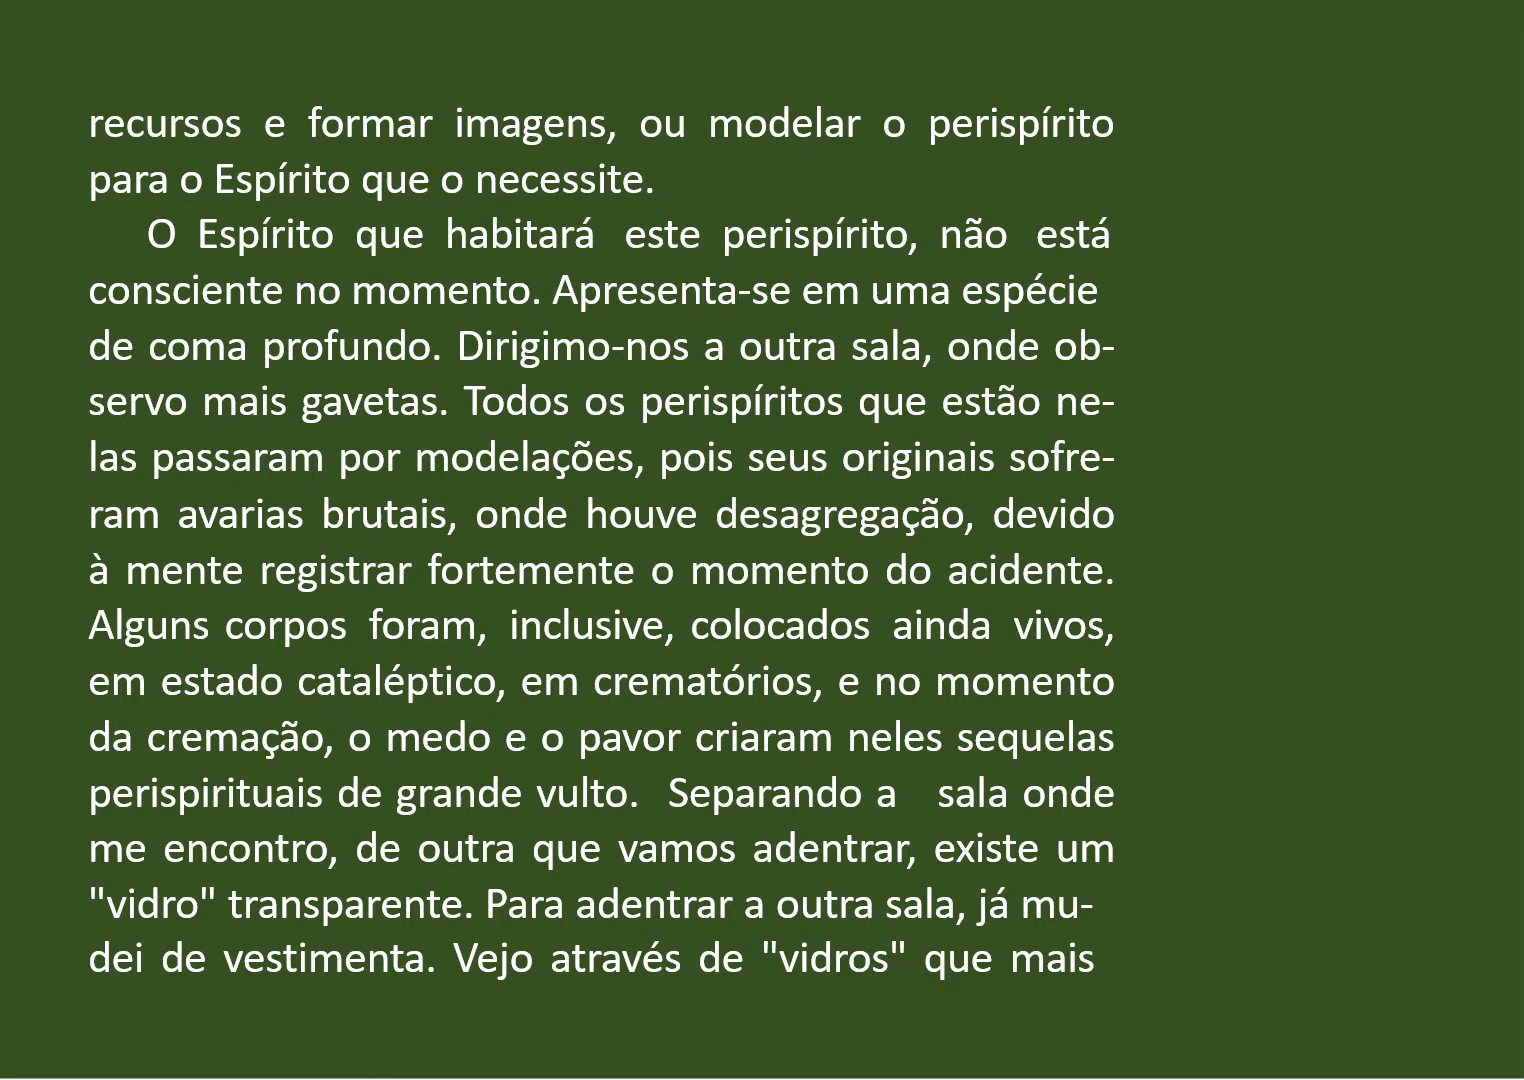 recursos e formar imagens, ou modelar o perispírito
para o Espírito que o necessite.
O Espírito que habitará este perispírito, não está
consciente no momento. Apresenta-se em uma espécie
de coma profundo. Dirigimo-nos a outra sala, onde ob-
servo mais gavetas. Todos os perispíritos que estão ne-
las passaram por modelações, pois seus originais sofre-
ram avarias brutais, onde houve desagregação, devido
à mente registrar fortemente o momento do acidente.
Alguns corpos foram, inclusive, colocados ainda vivos,
em estado cataléptico, em crematórios, e no momento
da cremação, o medo e o pavor criaram neles sequelas
perispirituais de grande vulto. Separando a sala onde
me encontro, de outra que vamos adentrar, existe um
"vidro" transparente. Para adentrar a outra sala, já mu-
dei de vestimenta. Vejo através de "vidros" que mais